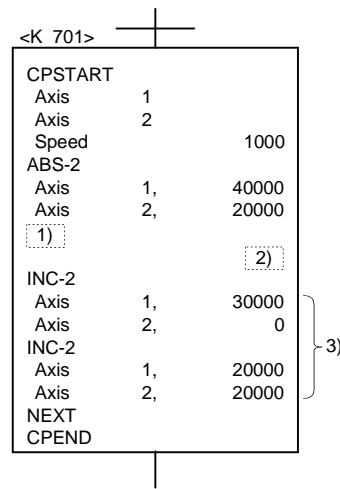 <K 701>
CPSTART
Axis 1
Axis 2
Speed 1000
ABS-2
Axis 1, 40000
Axis 2, 20000
1)
2)
INC-2
Axis 1, 30000
Axis 2, 0
INC-2
Axis 1, 20000
Axis 2, 20000
3)
NEXT
CPEND